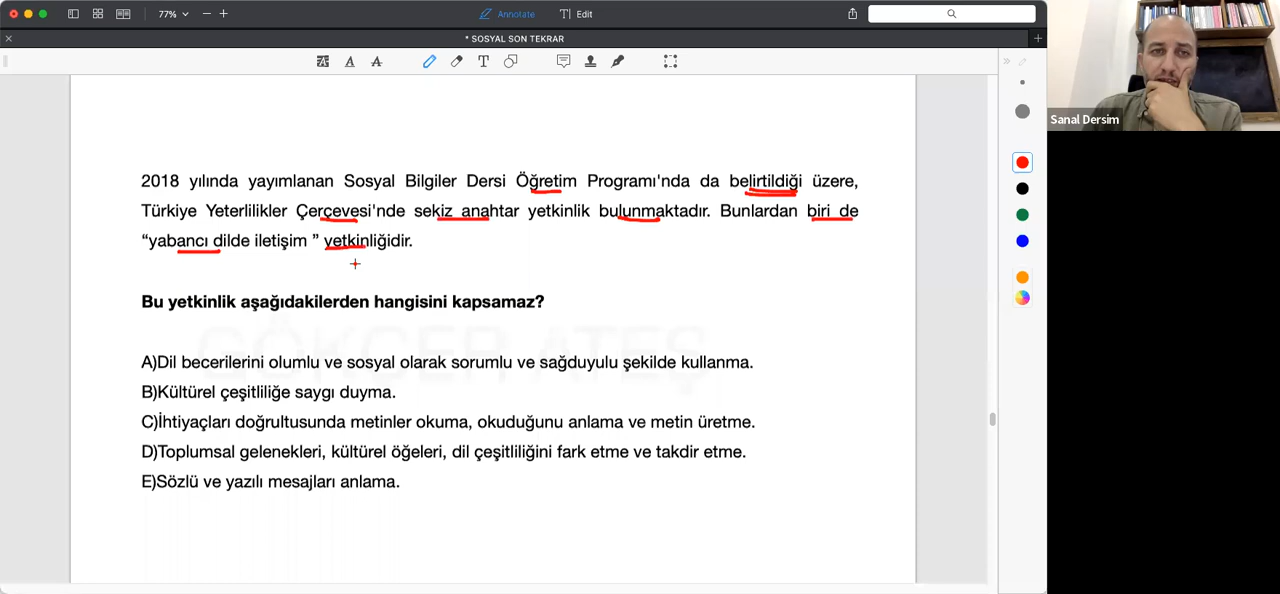 77%
Annotate
Edit
* SOSYAL SON TEKRAR
2018 yılında yayımlanan Sosyal Bilgiler Dersi Öğretim Programı'nda da belirtildiği üzere,
Türkiye Yeterlilikler Çerçevesi'nde sekiz anahtar yetkinlik bulunmaktadır. Bunlardan biri de
“yabancı dilde iletişim ” yetkinliğidir.
Bu yetkinlik aşağıdakilerden hangisini kapsamaz?
GÖKCER ATEŞ
A)Dil becerilerini olumlu ve sosyal olarak sorumlu ve sağduyulu şekilde kullanma.
B)Kültürel çeşitliliğe saygı duyma.
C)İhtiyaçları doğrultusunda metinler okuma, okuduğunu anlama ve metin üretme.
D)Toplumsal gelenekleri, kültürel öğeleri, dil çeşitliliğini fark etme ve takdir etme.
E)Sözlü ve yazılı mesajları anlama.
Sanal Dersim